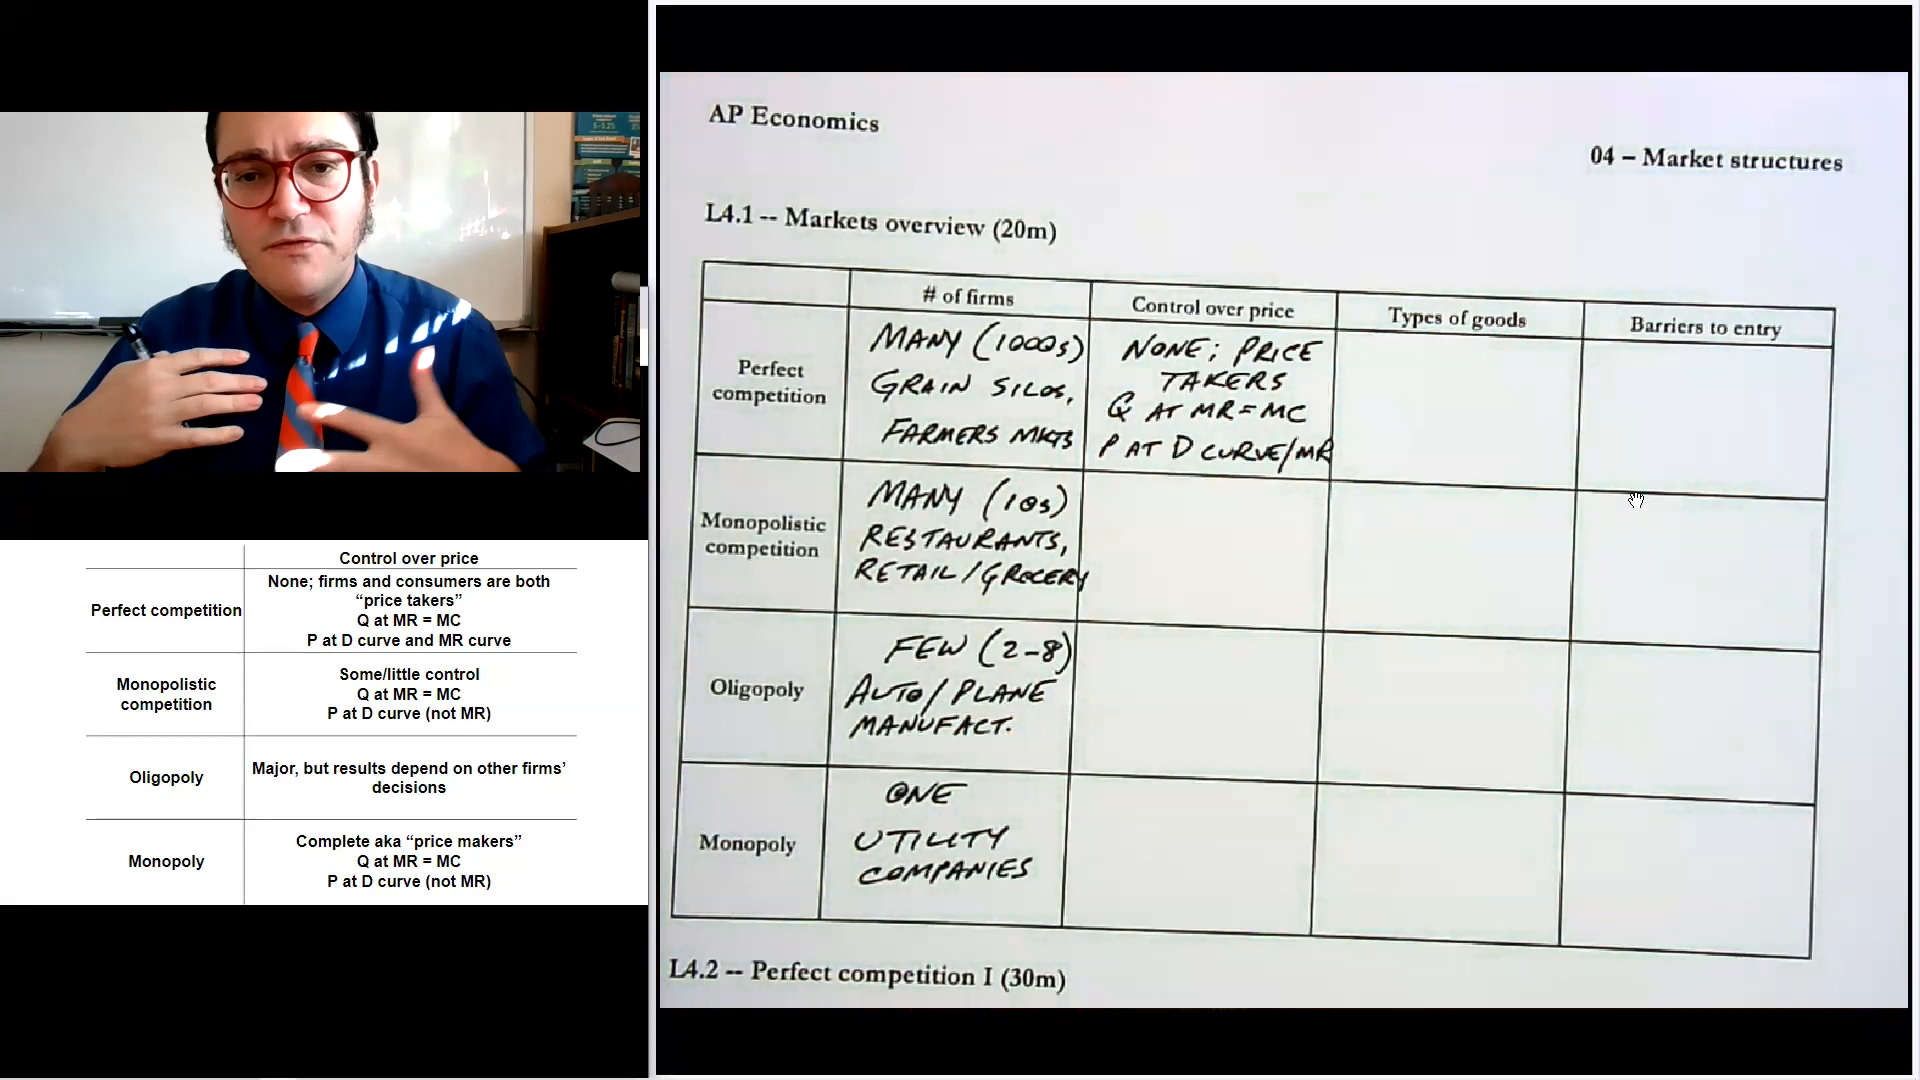 AP Economics
04 – Market structures
L4.1 -- Markets overview (20m)
# of firms
Control over price
Types of goods
Barriers to entry
Perfect
competition
MANY (1000s)
GRAIN SILOS,
FARMERS MKTS
NONE; PRICE
TAKERS
Q AT MR=MC
P AT D CURVE/MR
Monopolistic
competition
MANY (10s)
RESTAURANTS,
RETAIL/GROCERY
Oligopoly
FEW (2-8)
AUTO/PLANE
MANUFACT.
Monopoly
ONE
UTILITY
COMPANIES
L4.2 -- Perfect competition I (30m)
Control over price
Perfect competition
None; firms and consumers are both
“price takers”
Q at MR = MC
P at D curve and MR curve
Monopolistic
competition
Some/little control
Q at MR = MC
P at D curve (not MR)
Oligopoly
Major, but results depend on other firms’
decisions
Monopoly
Complete aka “price makers”
Q at MR = MC
P at D curve (not MR)